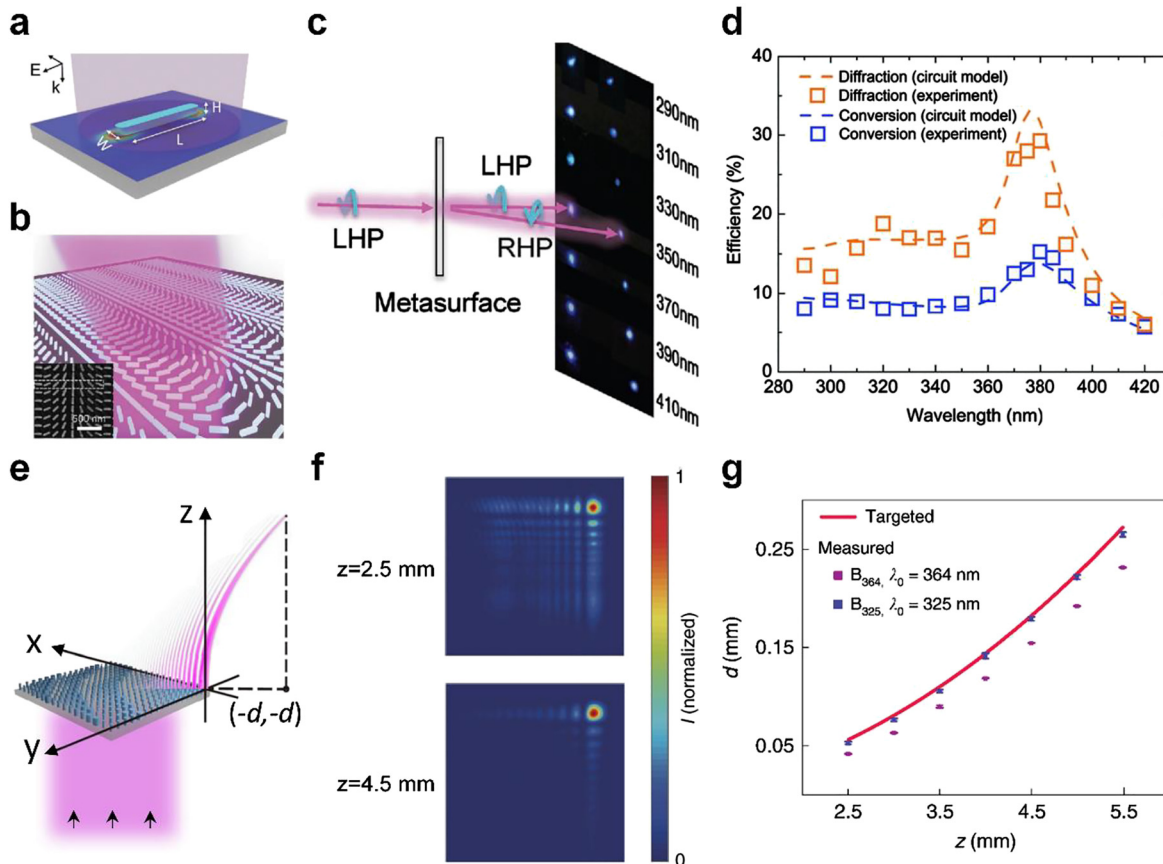 a
E
k
H
L
W
b
500 nm
c
LHP
LHP
RHP
Metasurface
290nm
310nm
330nm
350nm
370nm
390nm
410nm
d
Efficiency (%)
40
30
20
10
0
Diffraction (circuit model)
Diffraction (experiment)
Conversion (circuit model)
Conversion (experiment)
280 300 320 340 360 380 400 420
Wavelength (nm)
e
z
x
y
(-d,-d)
f
z=2.5 mm
z=4.5 mm
1
I (normalized)
0
g
d (mm)
0.25
0.15
0.05
Targeted
Measured
B364, λ0 = 364 nm
B325, λ0 = 325 nm
2.5 3.5 4.5 5.5
z (mm)